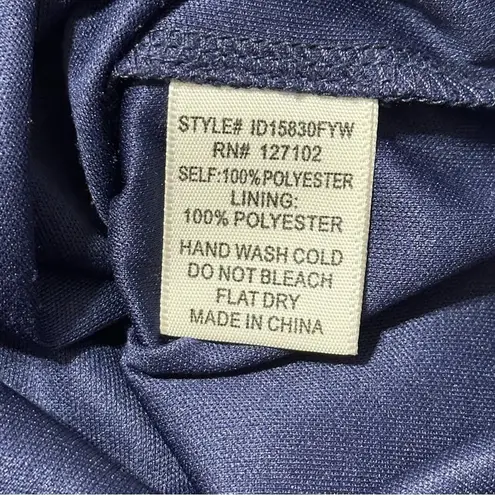 STYLE# ID15830FYW
RN# 127102
SELF:100%POLYESTER
LINING:
100% POLYESTER
HAND WASH COLD
DO NOT BLEACH
FLAT DRY
MADE IN CHINA